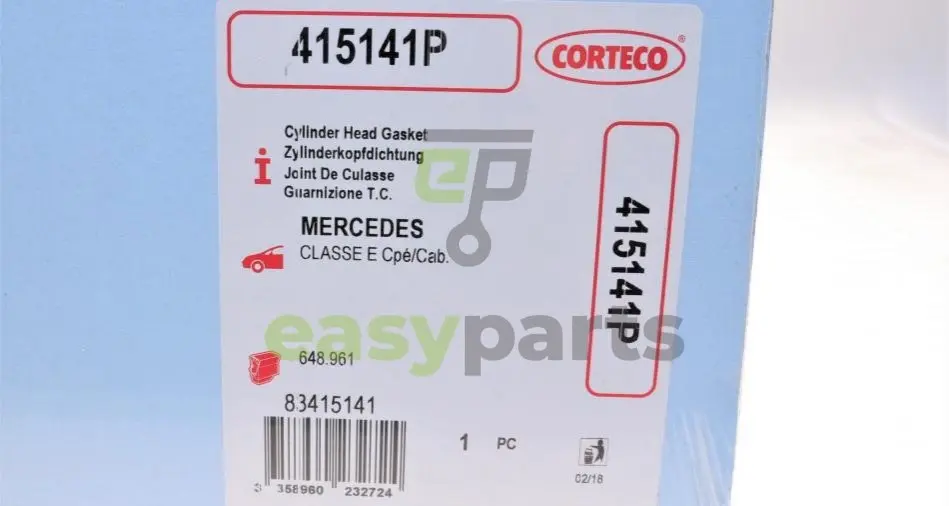 415141P
CORTECO®
Cylinder Head Gasket
Zylinderkopfdichtung
Joint De Culasse
Guarnizione T.C.
MERCEDES
CLASSE E Cpé/Cab.
415141P
ep
easyparts
648.961
83415141
1 PC
3 358960 232724
02/18